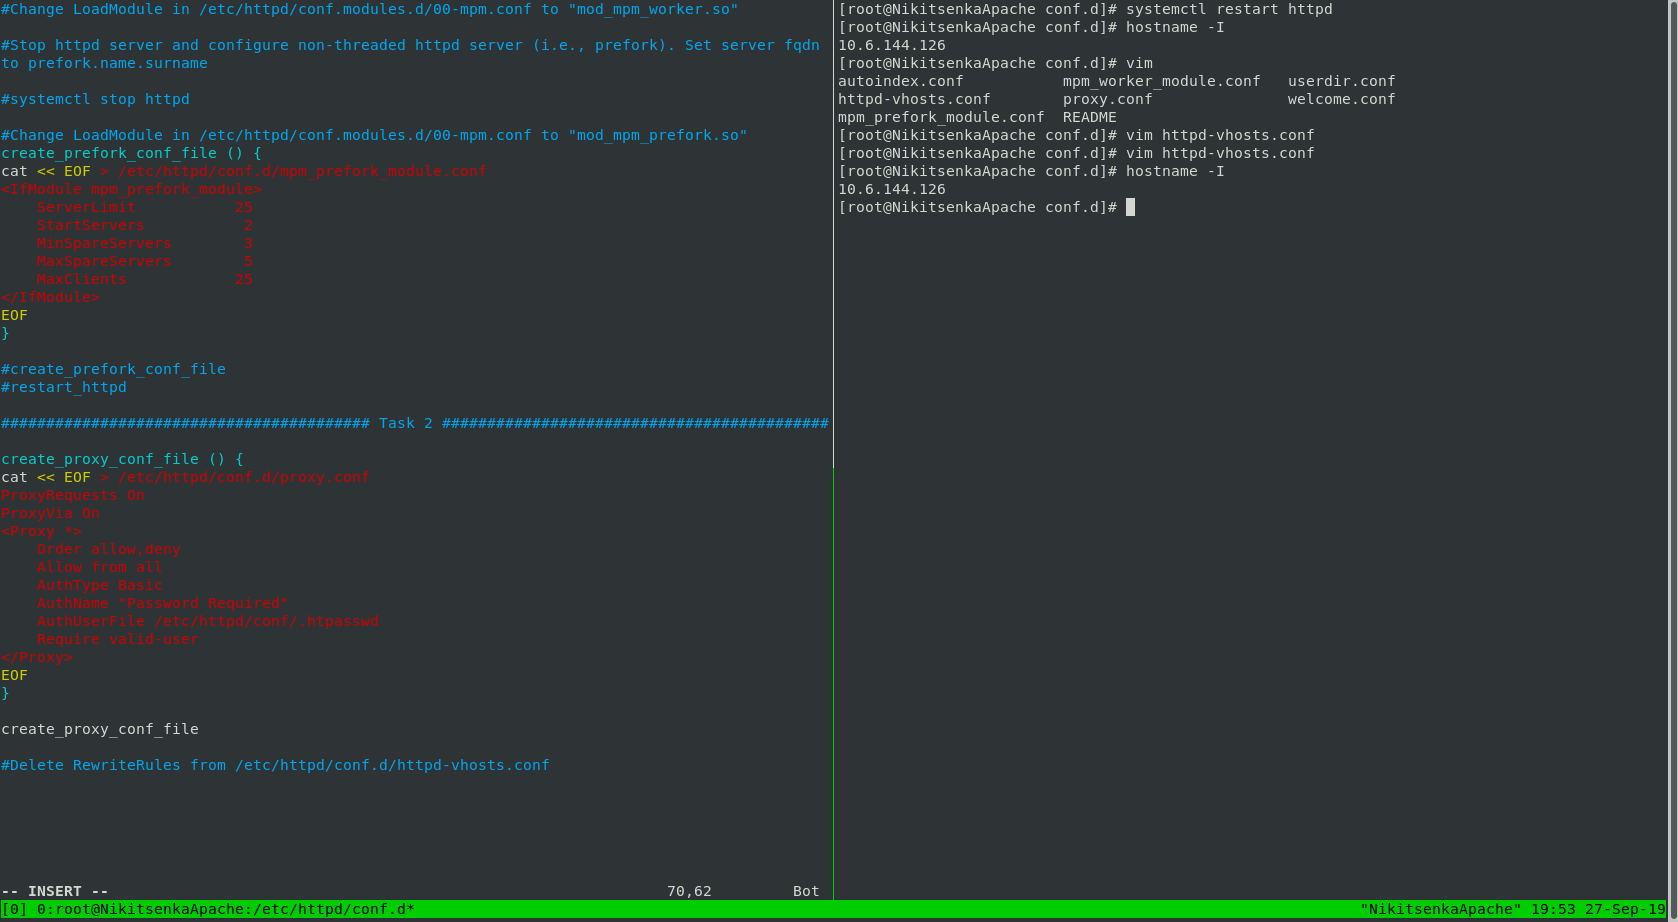 #Change LoadModule in /etc/httpd/conf.modules.d/00-mpm.conf to "mod_mpm_worker.so"
#Stop httpd server and configure non-threaded httpd server (i.e., prefork). Set server fqdn
to prefork.name.surname
#systemctl stop httpd
#Change LoadModule in /etc/httpd/conf.modules.d/00-mpm.conf to "mod_mpm_prefork.so"
create_prefork_conf_file () {
cat << EOF > /etc/httpd/conf.d/mpm_prefork_module.conf
<IfModule mpm_prefork_module>
    ServerLimit           25
    StartServers           2
    MinSpareServers        3
    MaxSpareServers        5
    MaxClients            25
</IfModule>
EOF
}
#create_prefork_conf_file
#restart_httpd
######################################### Task 2 ###########################################
create_proxy_conf_file () {
cat << EOF > /etc/httpd/conf.d/proxy.conf
ProxyRequests On
ProxyVia On
<Proxy *>
    Order allow,deny
    Allow from all
    AuthType Basic
    AuthName "Password Required"
    AuthUserFile /etc/httpd/conf/.htpasswd
    Require valid-user
</Proxy>
EOF
}
create_proxy_conf_file
#Delete RewriteRules from /etc/httpd/conf.d/httpd-vhosts.conf
-- INSERT --                                                              70,62         Bot
[root@NikitsenkaApache conf.d]# systemctl restart httpd
[root@NikitsenkaApache conf.d]# hostname -I
10.6.144.126
[root@NikitsenkaApache conf.d]# vim
autoindex.conf           mpm_worker_module.conf   userdir.conf
httpd-vhosts.conf        proxy.conf               welcome.conf
mpm_prefork_module.conf  README
[root@NikitsenkaApache conf.d]# vim httpd-vhosts.conf
[root@NikitsenkaApache conf.d]# vim httpd-vhosts.conf
[root@NikitsenkaApache conf.d]# hostname -I
10.6.144.126
[root@NikitsenkaApache conf.d]#
[0] 0:root@NikitsenkaApache:/etc/httpd/conf.d*    "NikitsenkaApache" 19:53 27-Sep-19